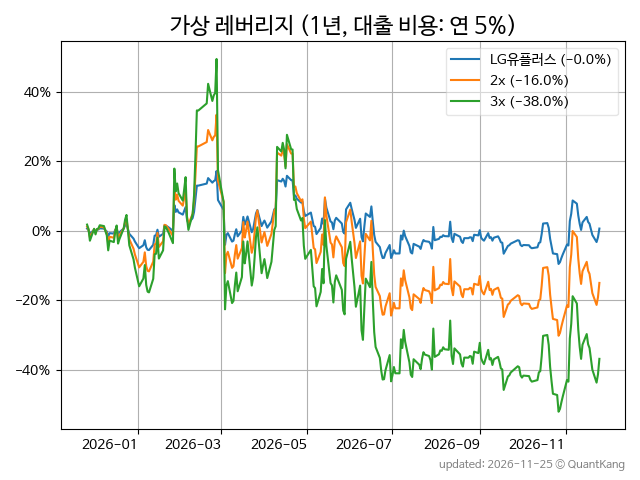 가상 레버리지 (1년, 대출 비용: 연 5%)
LG유플러스 (−0.0%)
2x (−16.0%)
3x (−38.0%)
40%
20%
0%
−20%
−40%
2026-01 2026-03 2026-05 2026-07 2026-09 2026-11
updated: 2026-11-25 © QuantKang